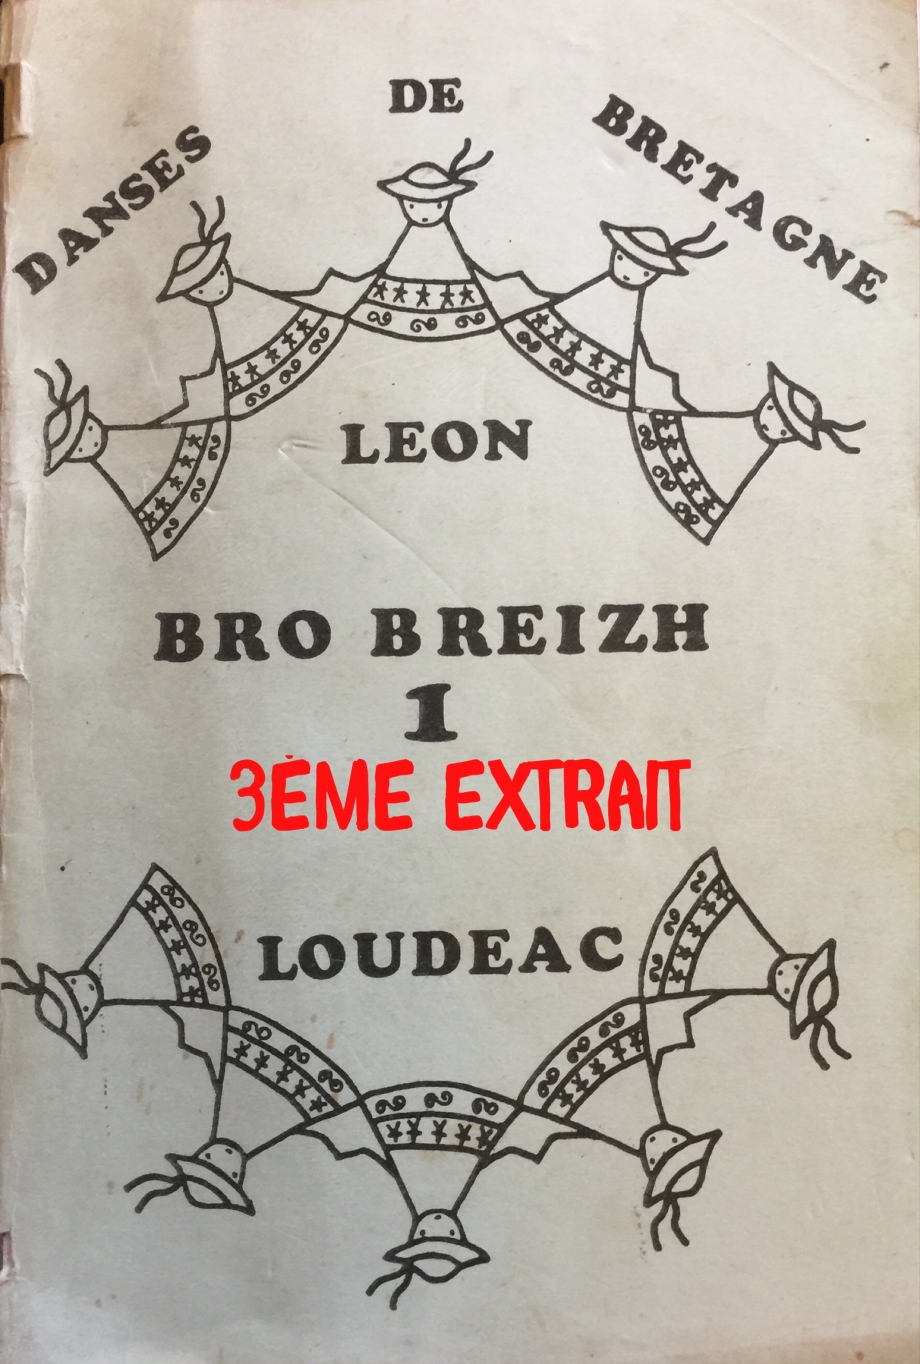 DANSES DE BRETAGNE
LEON
BRO BREIZH
1
3ÈME EXTRAIT
LOUDEAC